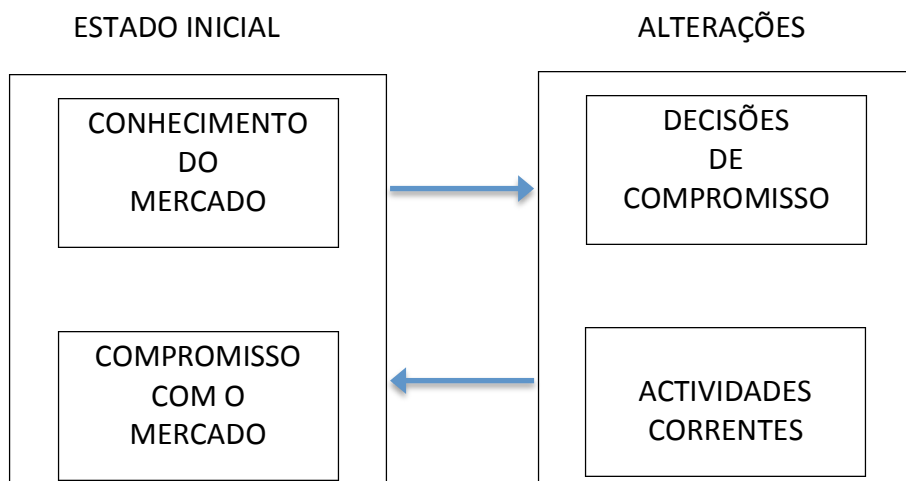 ESTADO INICIAL
ALTERAÇÕES
CONHECIMENTO
DO
MERCADO
DECISÕES
DE
COMPROMISSO
COMPROMISSO
COM O
MERCADO
ACTIVIDADES
CORRENTES